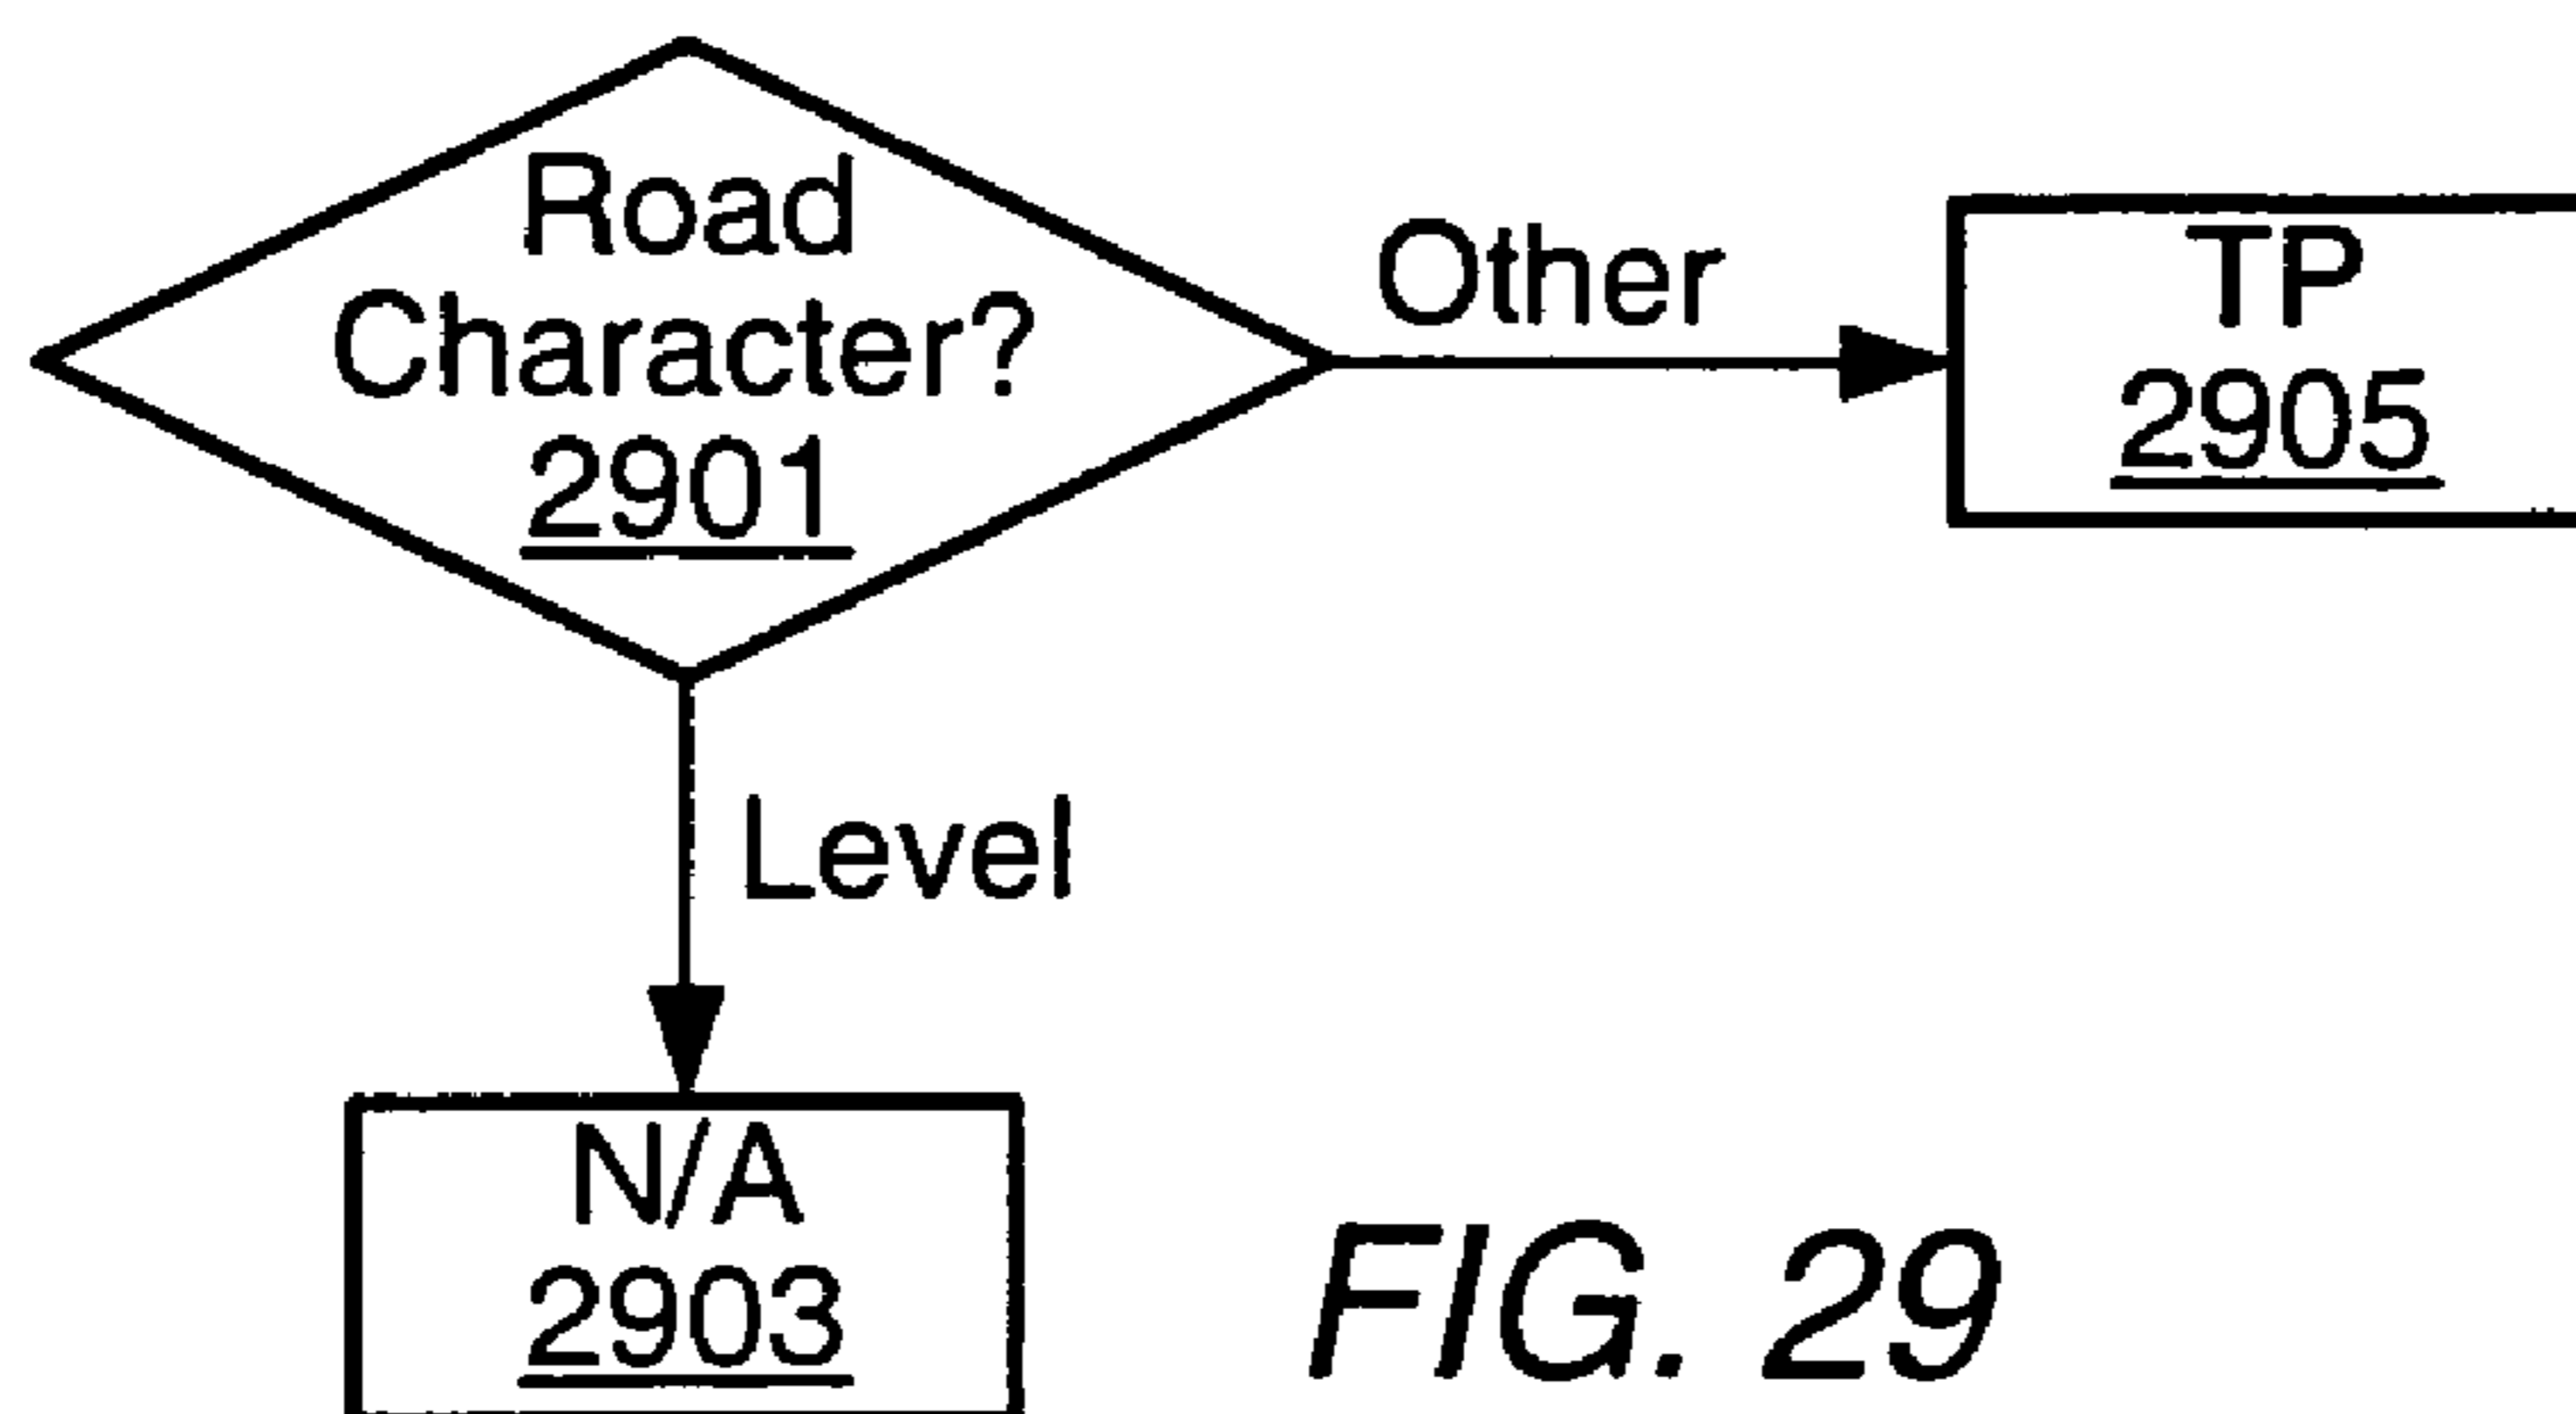 Road
Character?
2901
Other
TP
2905
Level
N/A
2903
FIG. 29